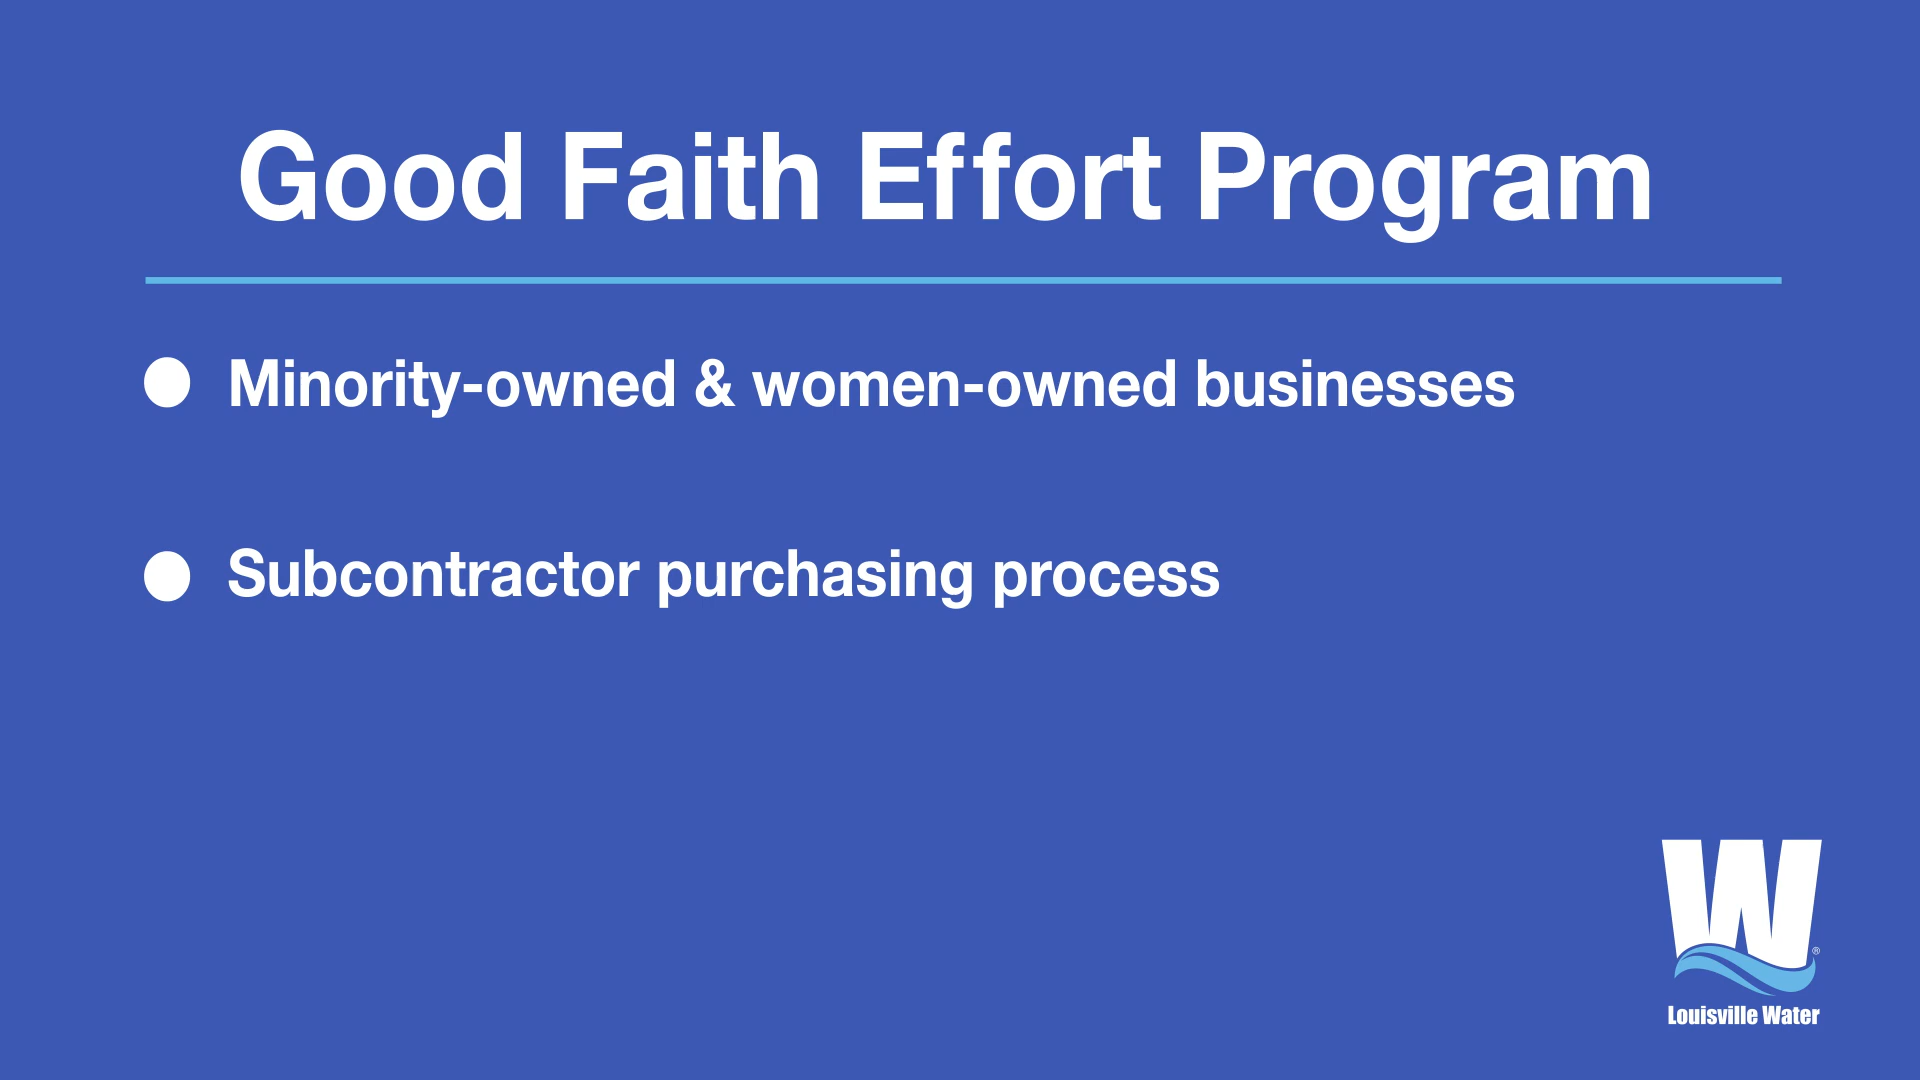 Good Faith Effort Program
Minority-owned & women-owned businesses
Subcontractor purchasing process
W
®
Louisville Water